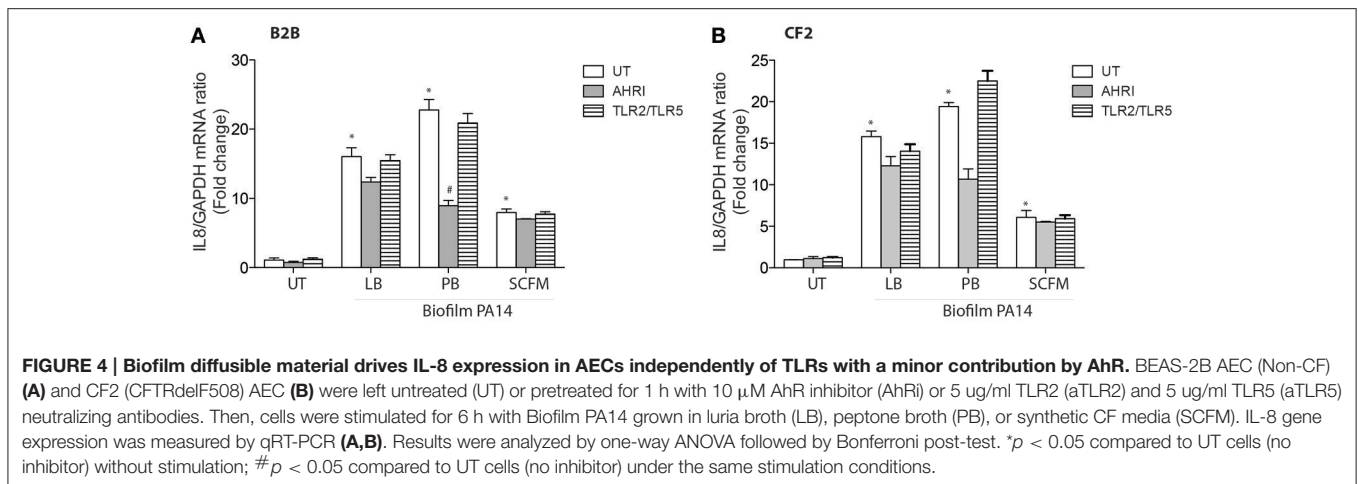 A B2B
IL8/GAPDH mRNA ratio
(Fold change)
30
20
10
0
*
*
#
*
UT LB PB SCFM
Biofilm PA14
UT
AHRI
TLR2/TLR5
B CF2
IL8/GAPDH mRNA ratio
(Fold change)
25
20
15
10
5
0
*
*
*
UT LB PB SCFM
Biofilm PA14
UT
AHRI
TLR2/TLR5
FIGURE 4 | Biofilm diffusible material drives IL-8 expression in AECs independently of TLRs with a minor contribution by AhR. BEAS-2B AEC (Non-CF)
(A) and CF2 (CFTRdelF508) AEC (B) were left untreated (UT) or pretreated for 1 h with 10 μM AhR inhibitor (AhRi) or 5 ug/ml TLR2 (aTLR2) and 5 ug/ml TLR5 (aTLR5)
neutralizing antibodies. Then, cells were stimulated for 6 h with Biofilm PA14 grown in luria broth (LB), peptone broth (PB), or synthetic CF media (SCFM). IL-8 gene
expression was measured by qRT-PCR (A,B). Results were analyzed by one-way ANOVA followed by Bonferroni post-test. *p < 0.05 compared to UT cells (no
inhibitor) without stimulation; #p < 0.05 compared to UT cells (no inhibitor) under the same stimulation conditions.